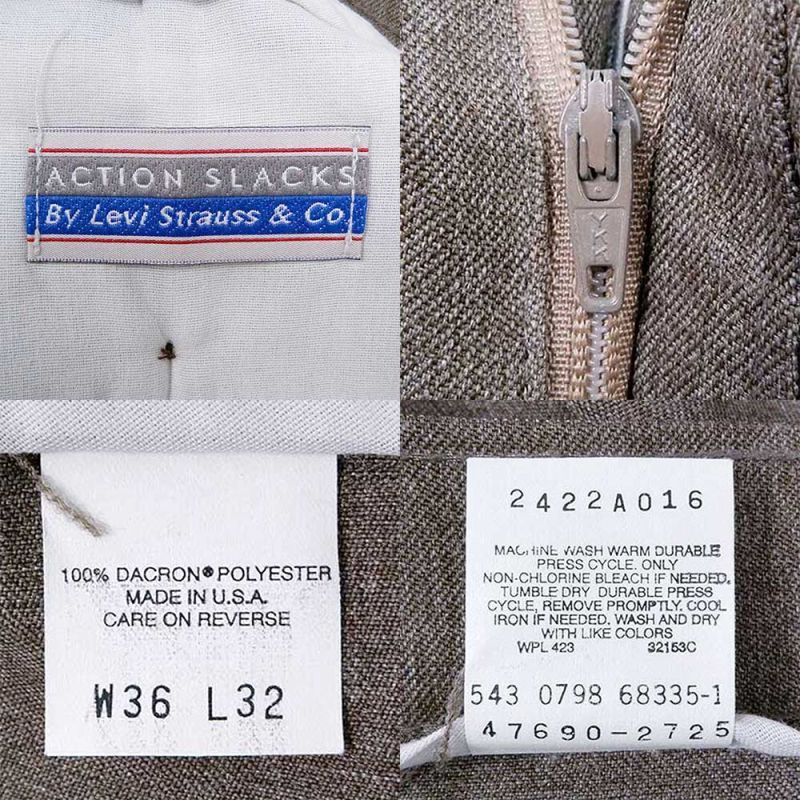 ACTION SLACKS
By Levi Strauss & Co
YKK
100% DACRON® POLYESTER
MADE IN U.S.A.
CARE ON REVERSE
W36 L32
2422A016
MACHINE WASH WARM DURABLE
PRESS CYCLE. ONLY
NON-CHLORINE BLEACH IF NEEDED.
TUMBLE DRY DURABLE PRESS
CYCLE, REMOVE PROMPTLY. COOL
IRON IF NEEDED. WASH AND DRY
WITH LIKE COLORS
WPL 423 32153C
543 0798 68335-1
47690-2725